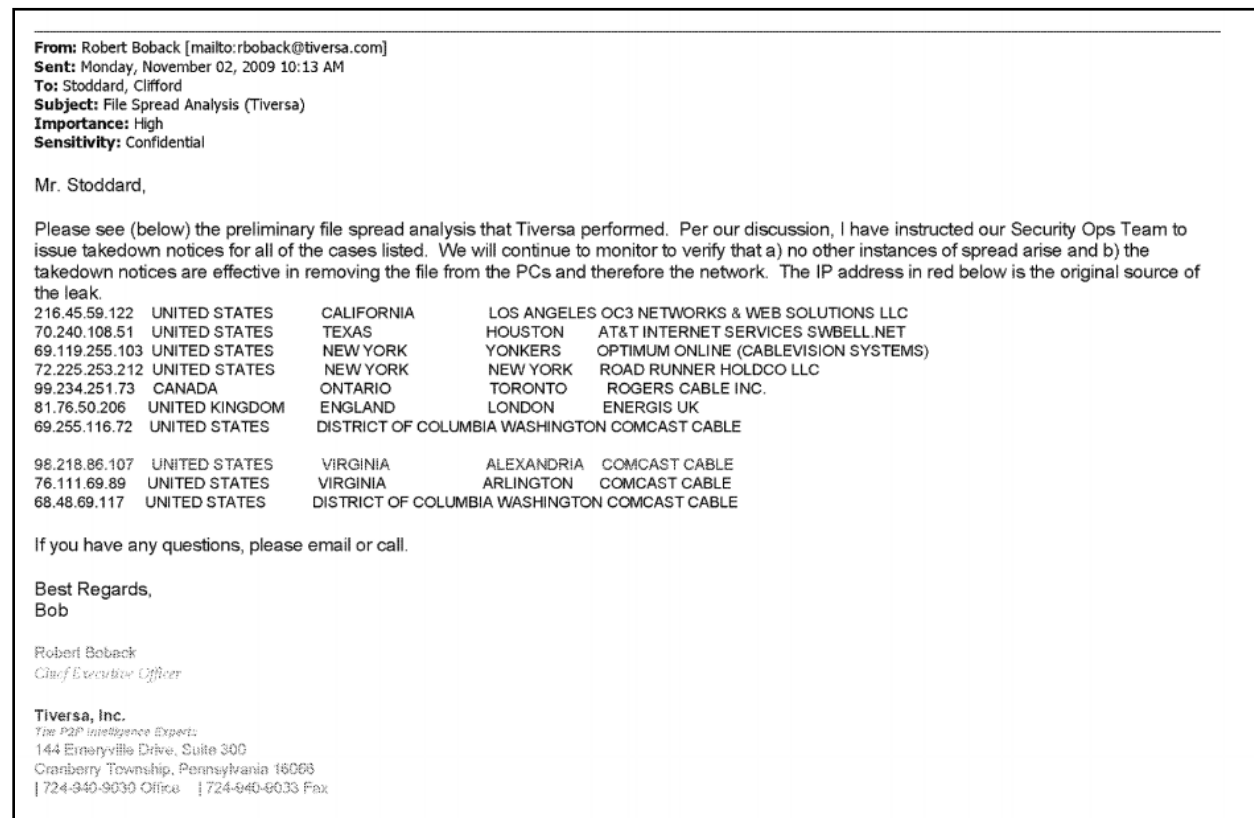 From: Robert Boback [mailto:rboback@tiversa.com]
Sent: Monday, November 02, 2009 10:13 AM
To: Stoddard, Clifford
Subject: File Spread Analysis (Tiversa)
Importance: High
Sensitivity: Confidential
Mr. Stoddard,
Please see (below) the preliminary file spread analysis that Tiversa performed. Per our discussion, I have instructed our Security Ops Team to
issue takedown notices for all of the cases listed. We will continue to monitor to verify that a) no other instances of spread arise and b) the
takedown notices are effective in removing the file from the PCs and therefore the network. The IP address in red below is the original source of
the leak.
216.45.59.122 UNITED STATES CALIFORNIA LOS ANGELES OC3 NETWORKS & WEB SOLUTIONS LLC
70.240.108.51 UNITED STATES TEXAS HOUSTON AT&T INTERNET SERVICES SWBELL.NET
69.119.255.103 UNITED STATES NEW YORK YONKERS OPTIMUM ONLINE (CABLEVISION SYSTEMS)
72.225.253.212 UNITED STATES NEW YORK NEW YORK ROAD RUNNER HOLDCO LLC
99.234.251.73 CANADA ONTARIO TORONTO ROGERS CABLE INC.
81.76.50.206 UNITED KINGDOM ENGLAND LONDON ENERGIS UK
69.255.116.72 UNITED STATES DISTRICT OF COLUMBIA WASHINGTON COMCAST CABLE
98.218.86.107 UNITED STATES VIRGINIA ALEXANDRIA COMCAST CABLE
76.111.69.89 UNITED STATES VIRGINIA ARLINGTON COMCAST CABLE
68.48.69.117 UNITED STATES DISTRICT OF COLUMBIA WASHINGTON COMCAST CABLE
If you have any questions, please email or call.
Best Regards,
Bob
Robert Boback
Chief Executive Officer
Tiversa, Inc.
The P2P Intelligence Experts
144 Emeryville Drive, Suite 300
Cranberry Township, Pennsylvania 16066
| 724-940-9030 Office | 724-940-9033 Fax